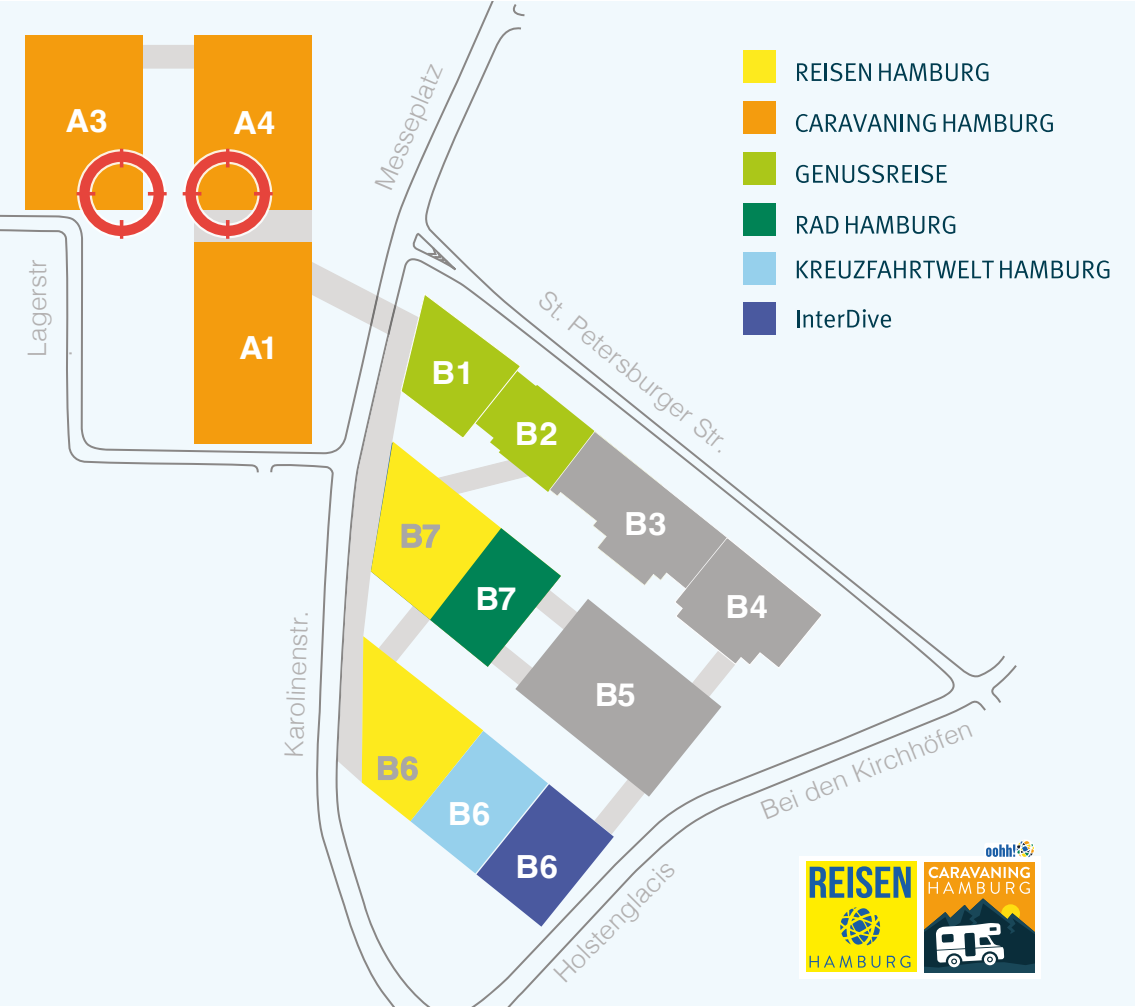 A3
A4
A1
Messeplatz
Lagerstr
St. Petersburger Str.
B1
B2
B3
B4
B7
B7
B5
B6
B6
B6
Karolinenstr.
Bei den Kirchhöfen
Holstenglacis
REISEN HAMBURG
CARAVANING HAMBURG
GENUSSREISE
RAD HAMBURG
KREUZFAHRTWELT HAMBURG
InterDive
oohh!
REISEN
HAMBURG
CARAVANING
HAMBURG